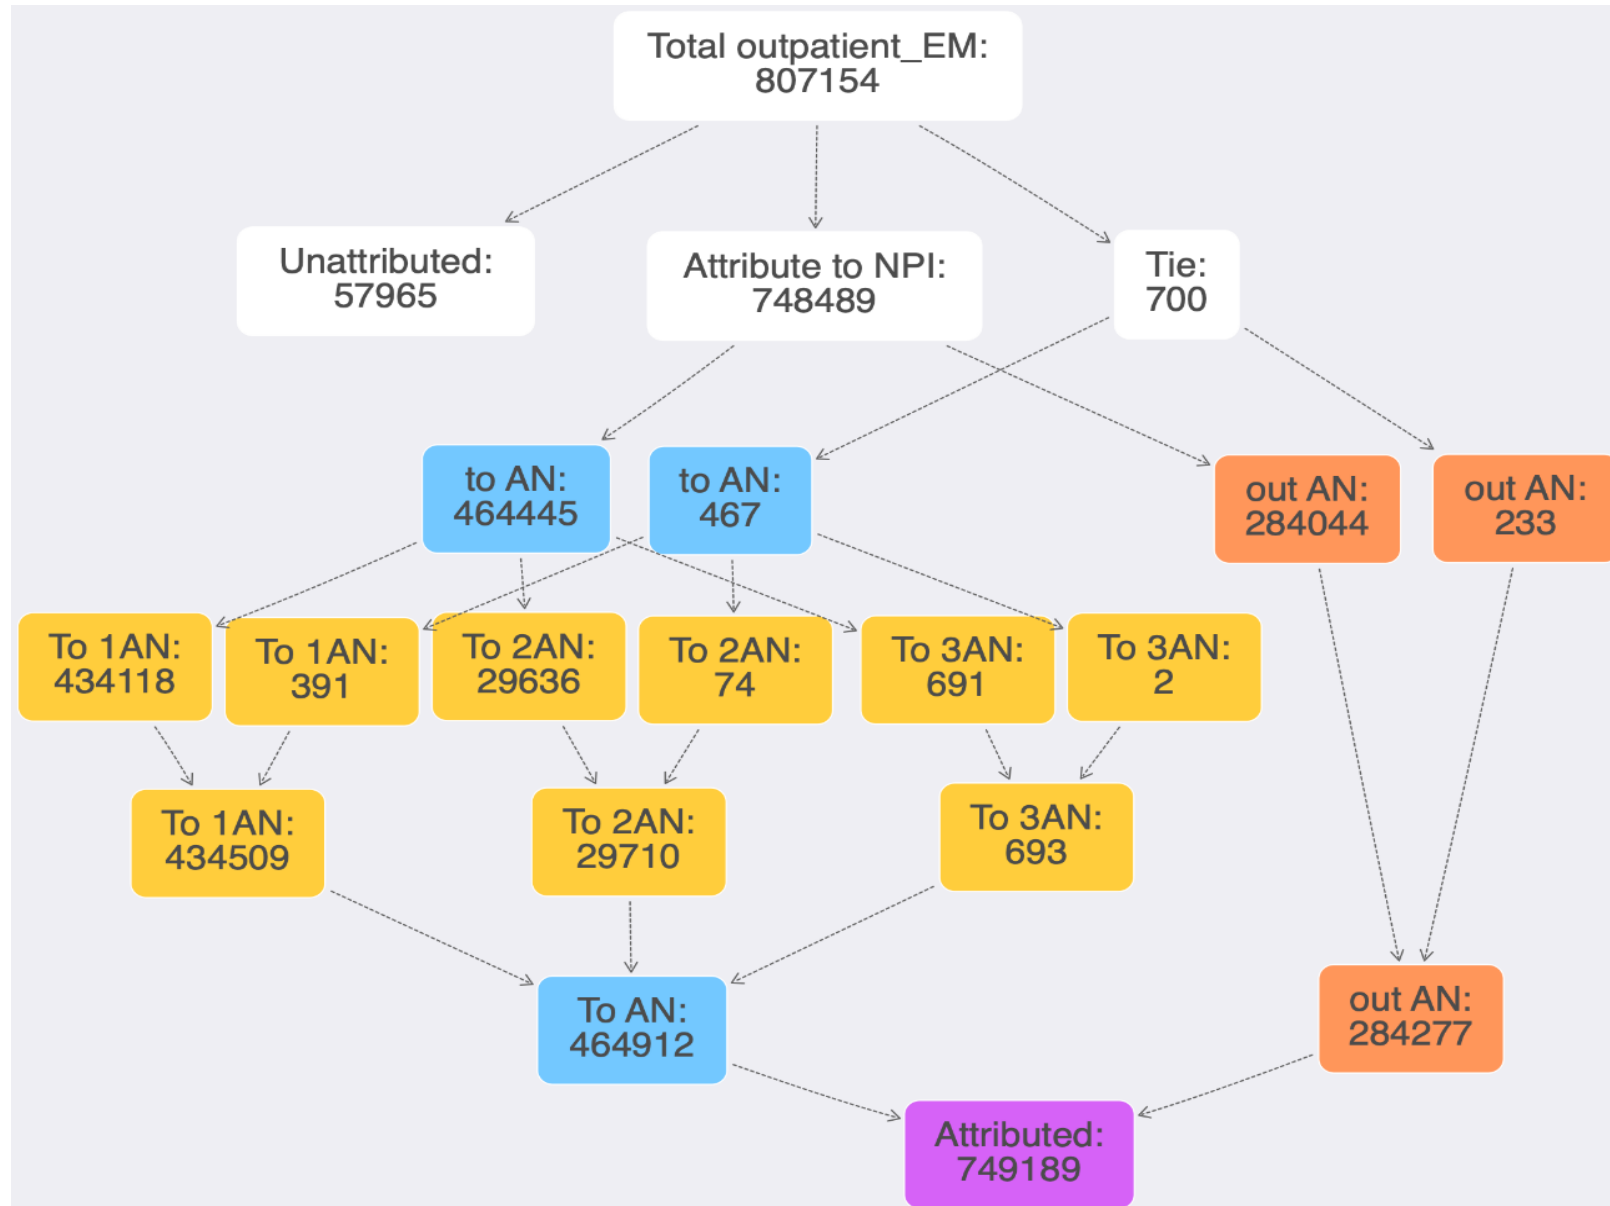 Total outpatient_EM:
807154
Unattributed:
57965
Attribute to NPI:
748489
Tie:
700
to AN:
464445
to AN:
467
out AN:
284044
out AN:
233
To 1AN:
434118
To 1AN:
391
To 2AN:
29636
To 2AN:
74
To 3AN:
691
To 3AN:
2
To 1AN:
434509
To 2AN:
29710
To 3AN:
693
To AN:
464912
out AN:
284277
Attributed:
749189